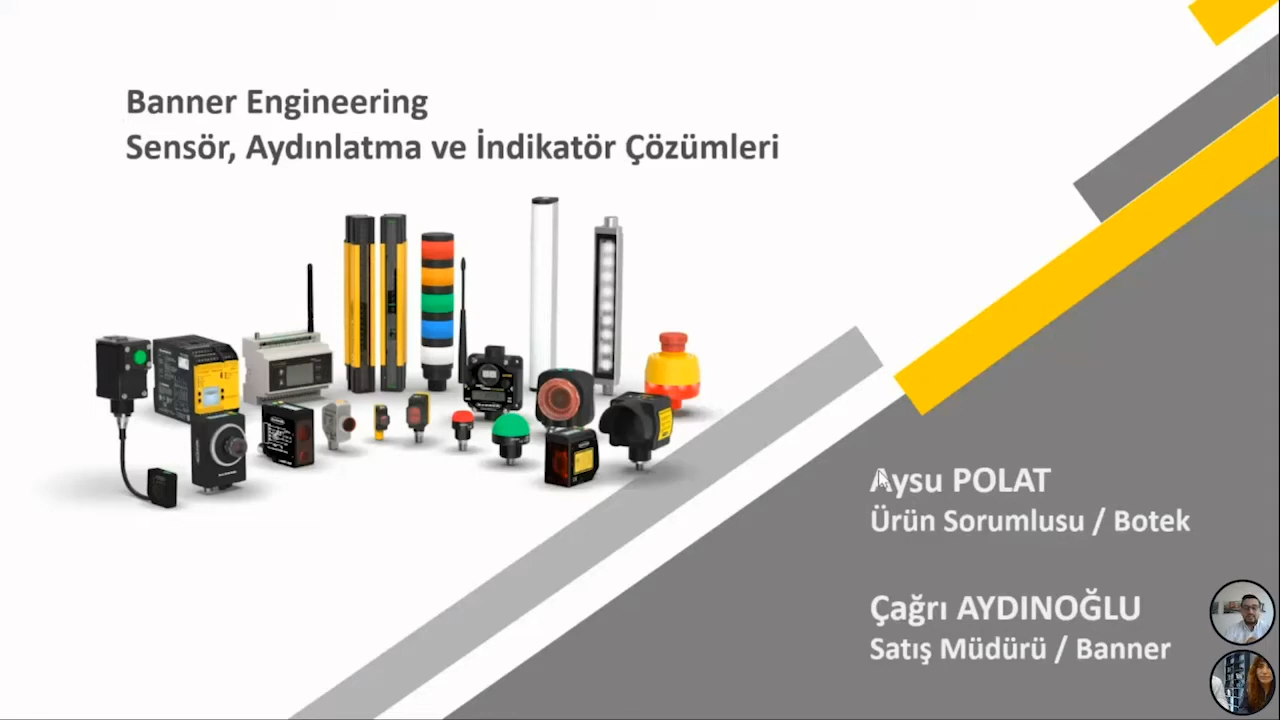 Banner Engineering
Sensör, Aydınlatma ve İndikatör Çözümleri
Aysu POLAT
Ürün Sorumlusu / Botek
Çağrı AYDINOĞLU
Satış Müdürü / Banner